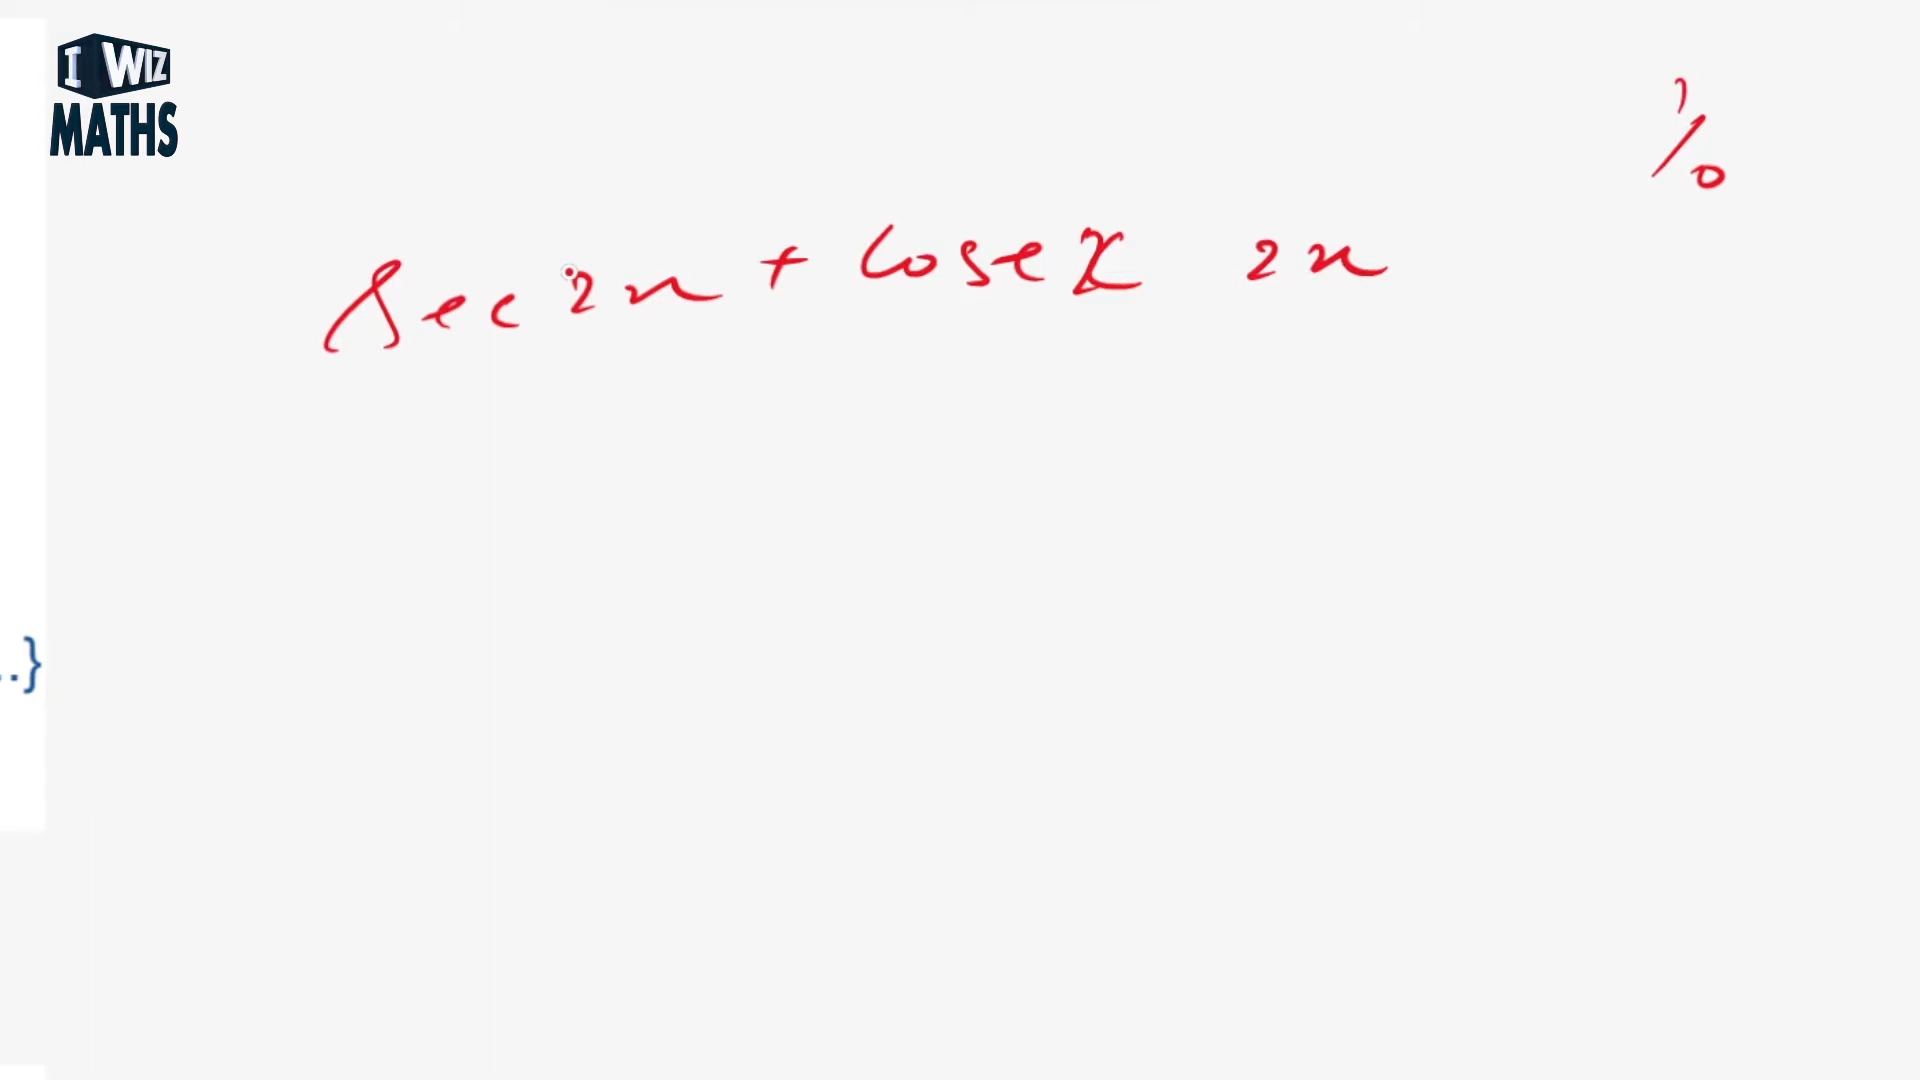 I WIZ
MATHS
1/0
sec 2x + cosec 2x
..}